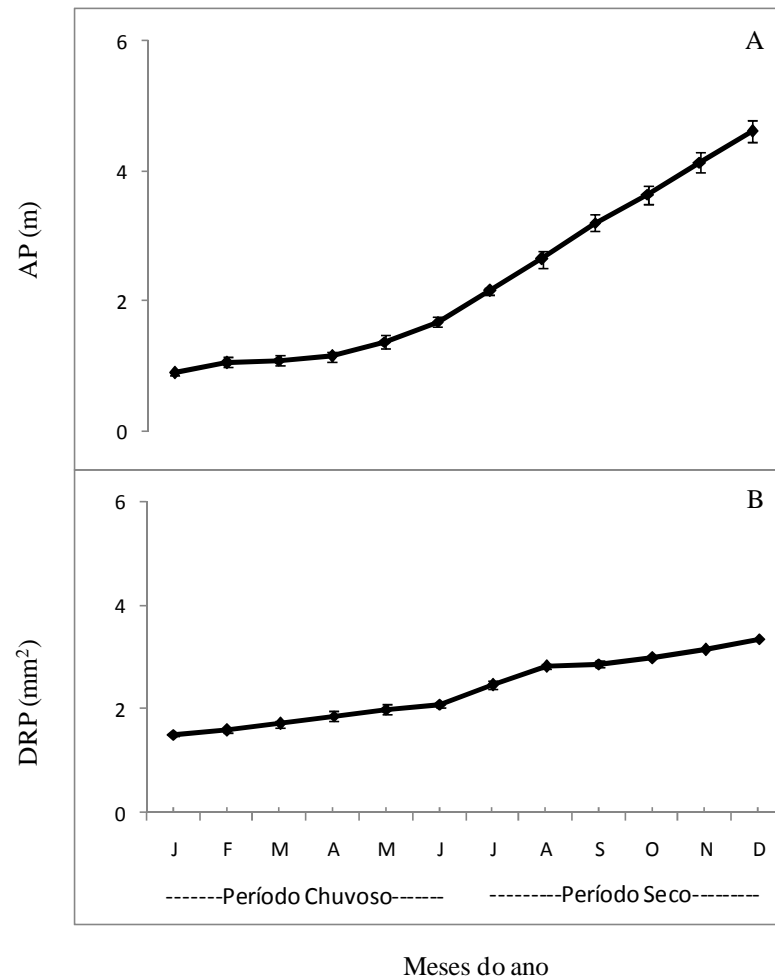 A
6
4
2
0
AP (m)
B
6
4
2
0
DRP (mm²)
J F M A M J J A S O N D
-------Período Chuvoso------- ---------Período Seco---------
Meses do ano